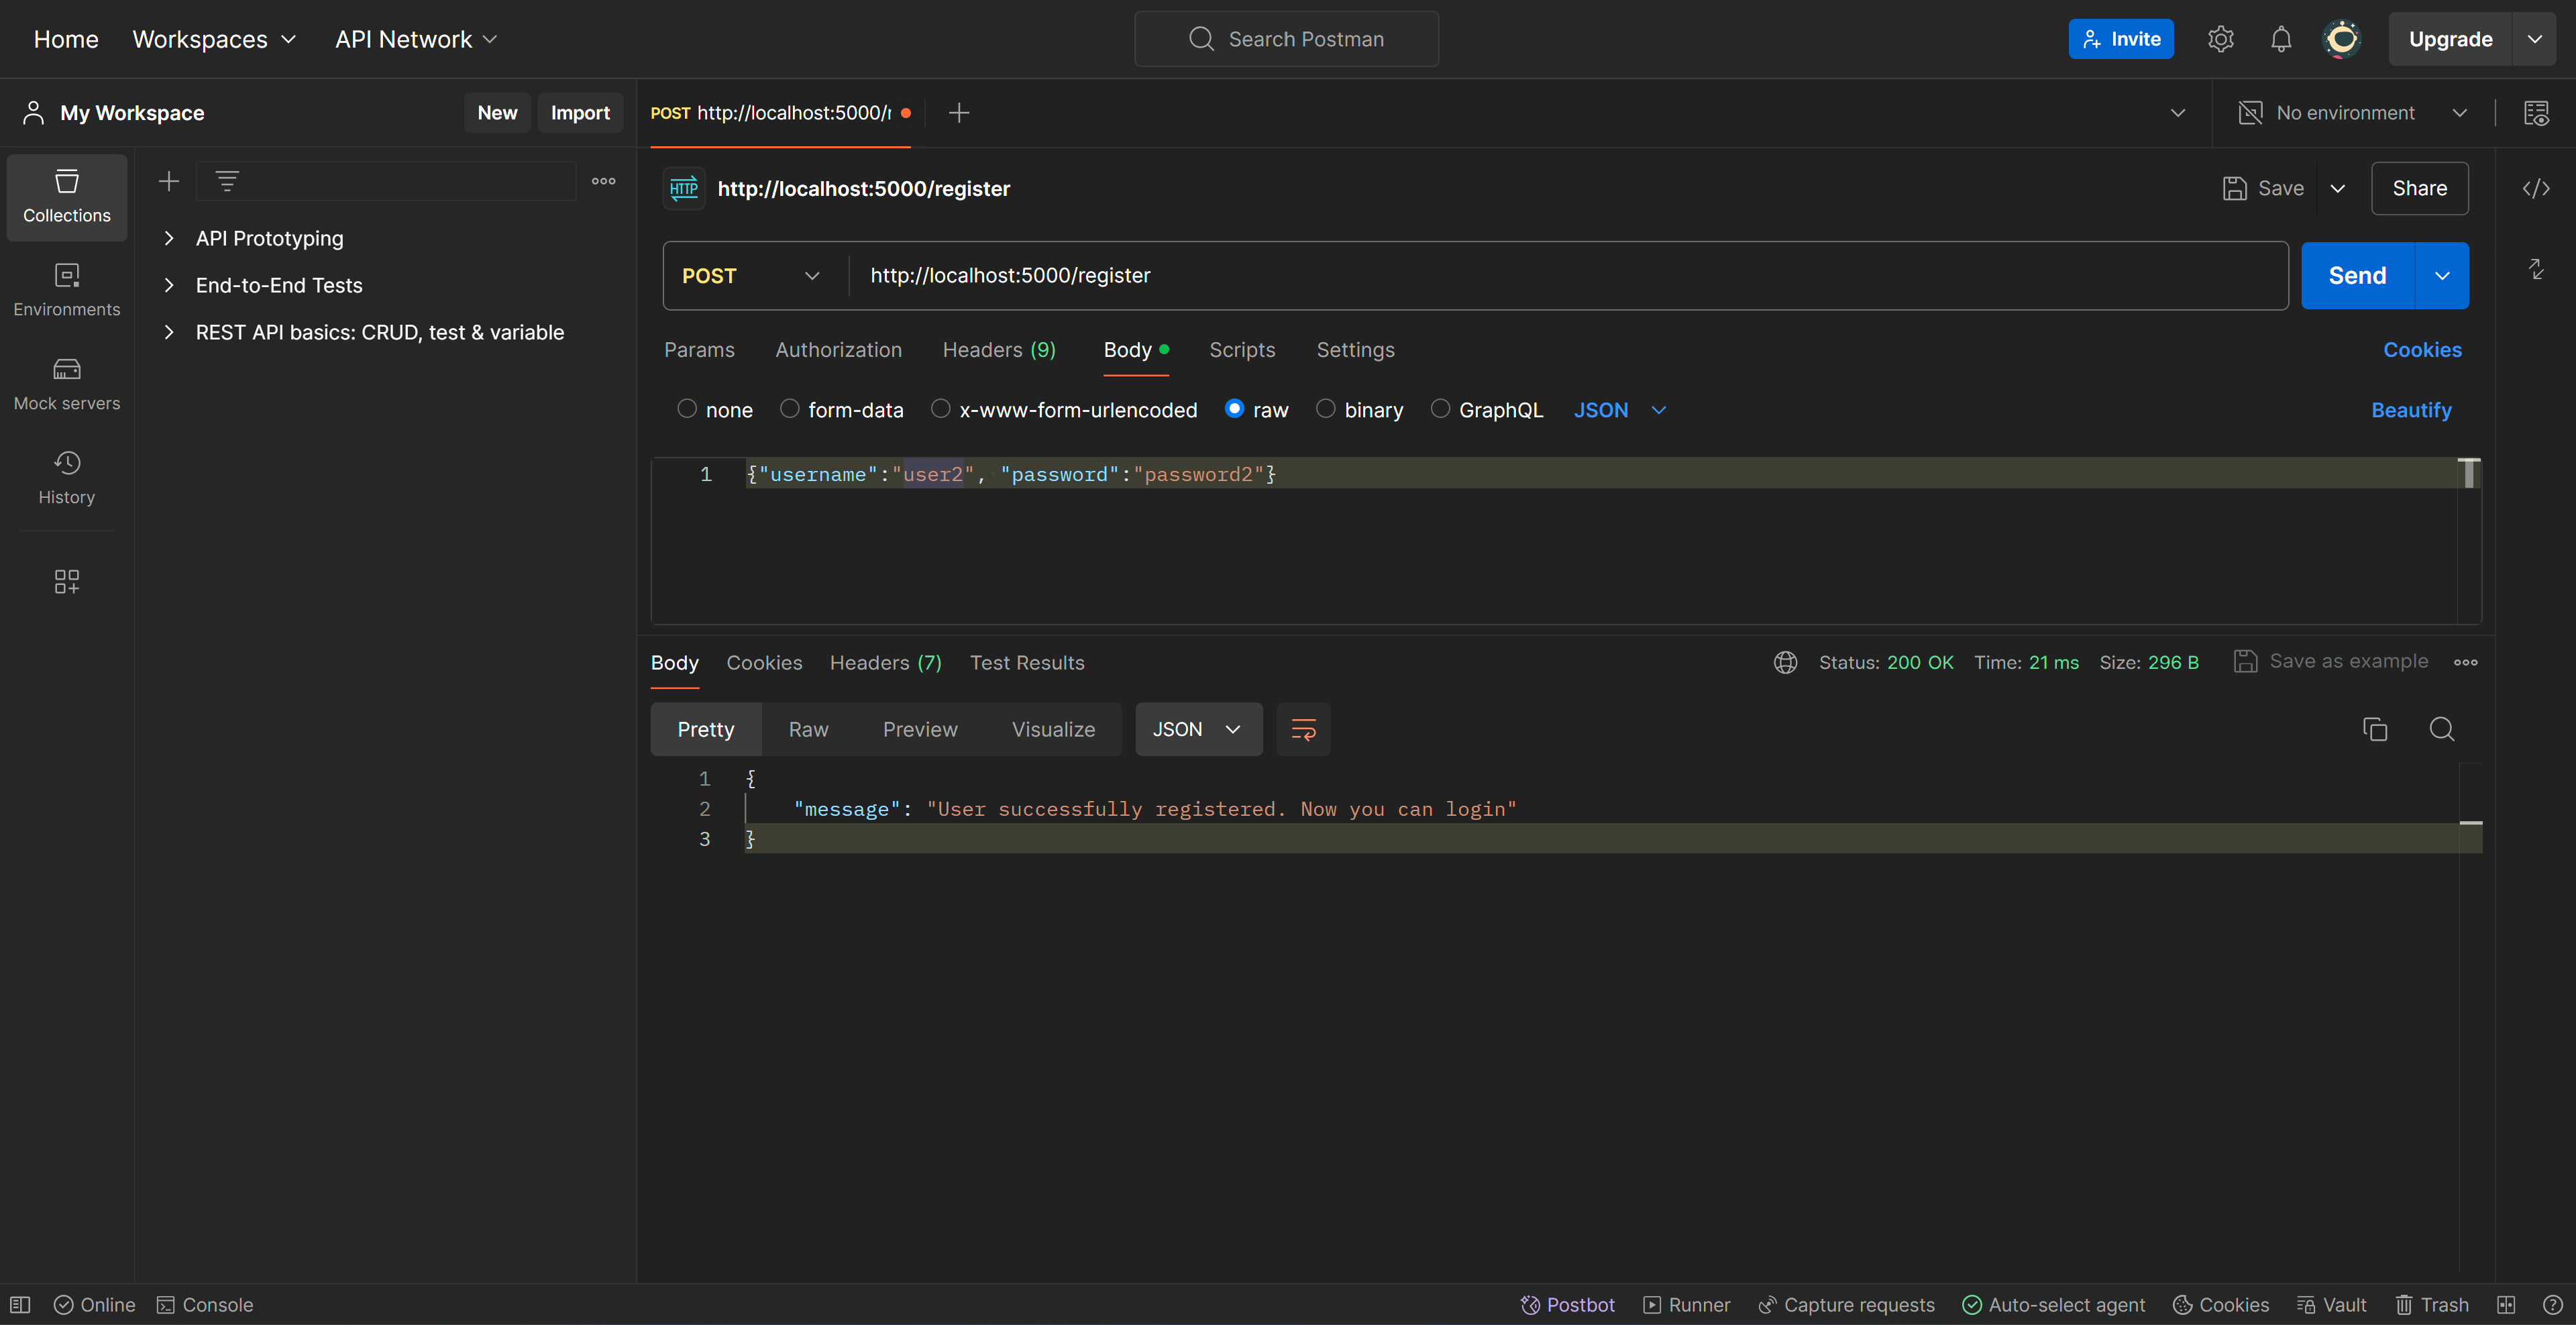 Home Workspaces API Network Search Postman Invite Upgrade
My Workspace New Import POST http://localhost:5000/r No environment
Collections
Environments
Mock servers
History
API Prototyping
End-to-End Tests
REST API basics: CRUD, test & variable
HTTP http://localhost:5000/register Save Share
POST http://localhost:5000/register Send
Params Authorization Headers (9) Body Scripts Settings Cookies
none form-data x-www-form-urlencoded raw binary GraphQL JSON Beautify
1 {"username":"user2", "password":"password2"}
Body Cookies Headers (7) Test Results Status: 200 OK Time: 21 ms Size: 296 B Save as example
Pretty Raw Preview Visualize JSON
1 {
2 "message": "User successfully registered. Now you can login"
3 }
Online Console Postbot Runner Capture requests Auto-select agent Cookies Vault Trash